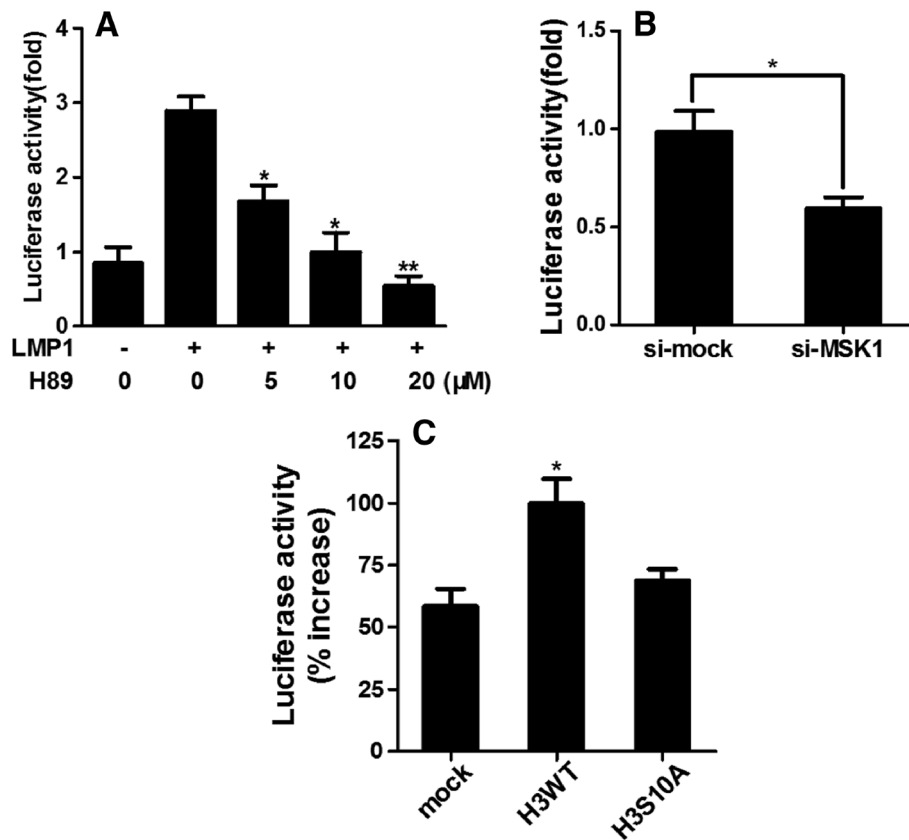 A
Luciferase activity(fold)
4
3
2
1
0
*
*
**
LMP1 - + + + +
H89 0 0 5 10 20 (μM)
B
Luciferase activity(fold)
1.5
1.0
0.5
0.0
*
si-mock si-MSK1
C
Luciferase activity
(% increase)
125
100
75
50
25
0
*
mock H3WT H3S10A